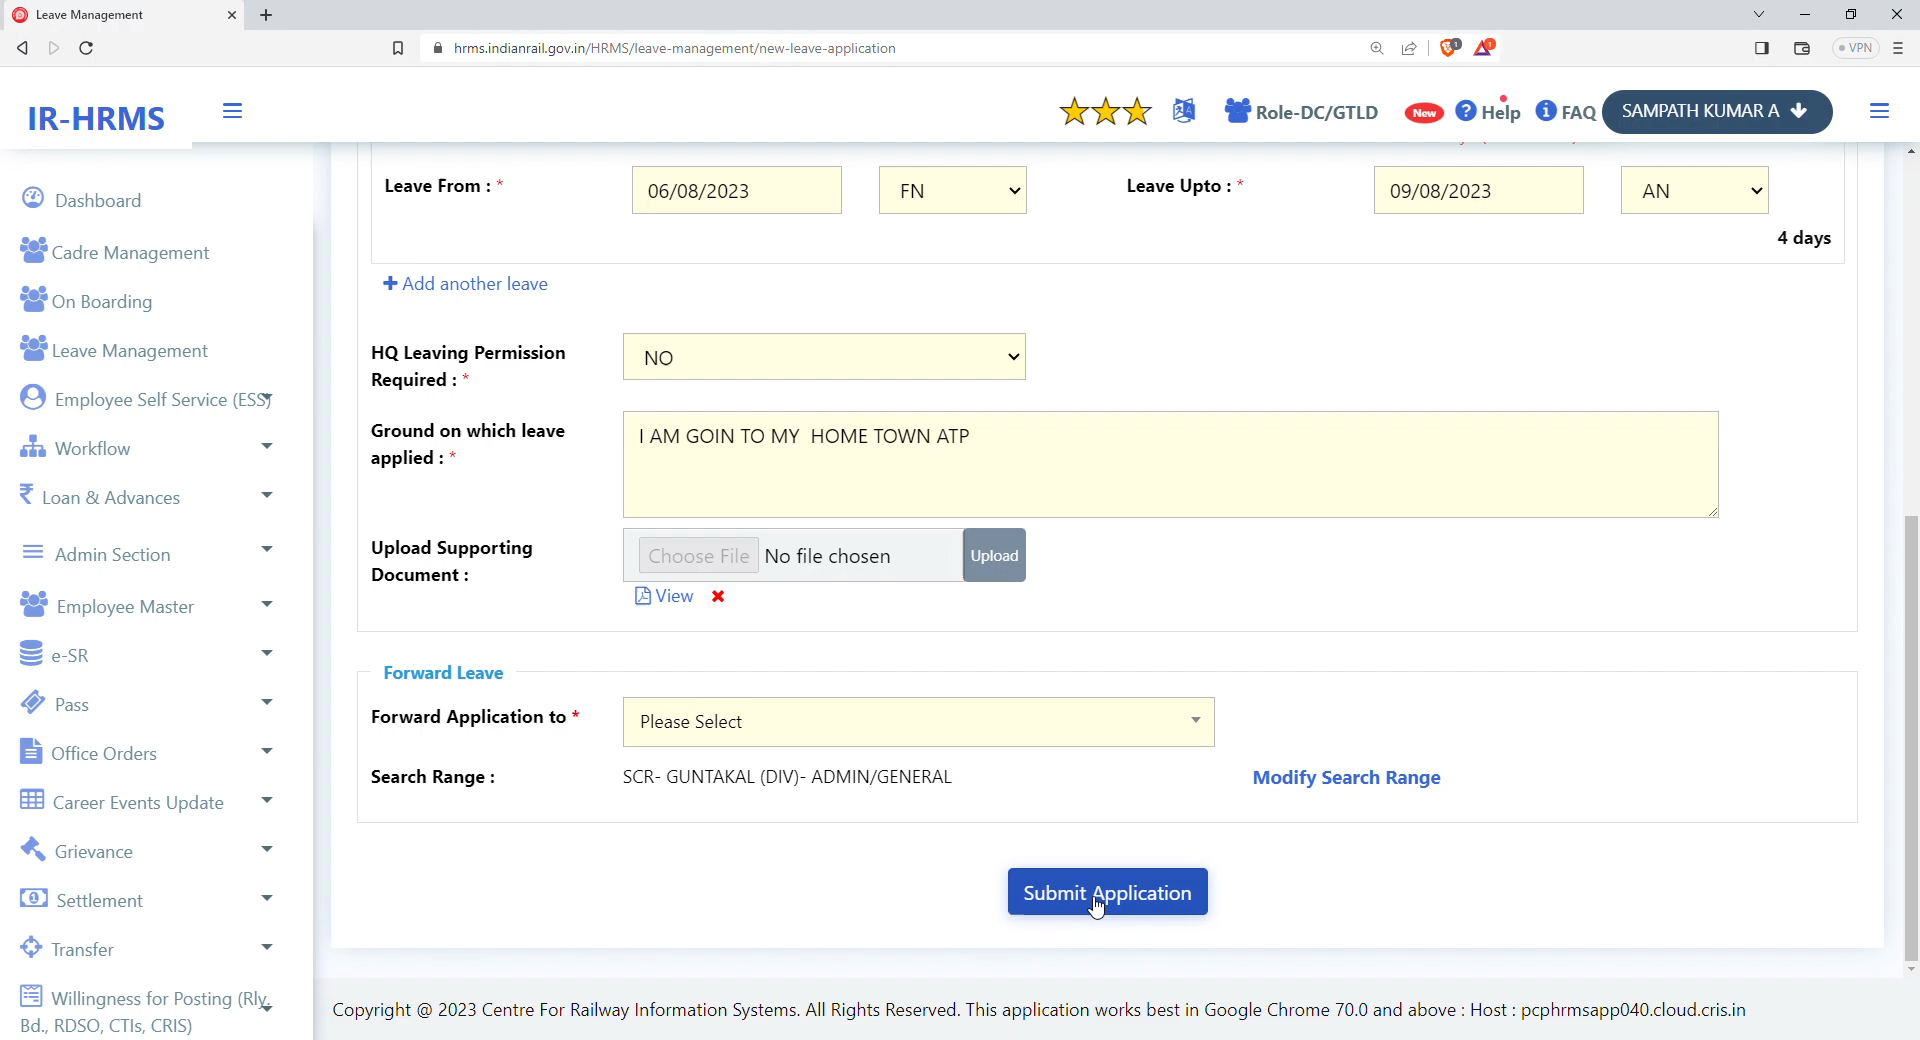 Leave Management
hrms.indianrail.gov.in/HRMS/leave-management/new-leave-application
VPN
IR-HRMS
Role-DC/GTLD
New
Help
FAQ
SAMPATH KUMAR A
Dashboard
Cadre Management
On Boarding
Leave Management
Employee Self Service (ESS)
Workflow
Loan & Advances
Admin Section
Employee Master
e-SR
Pass
Office Orders
Career Events Update
Grievance
Settlement
Transfer
Willingness for Posting (Rly.
Bd., RDSO, CTIs, CRIS)
Leave From : * 06/08/2023 FN Leave Upto : * 09/08/2023 AN
4 days
+ Add another leave
HQ Leaving Permission
Required : *
NO
Ground on which leave
applied : *
I AM GOIN TO MY  HOME TOWN ATP
Upload Supporting
Document :
Choose File No file chosen Upload
View
Forward Leave
Forward Application to * Please Select
Search Range : SCR- GUNTAKAL (DIV)- ADMIN/GENERAL Modify Search Range
Submit Application
Copyright @ 2023 Centre For Railway Information Systems. All Rights Reserved. This application works best in Google Chrome 70.0 and above : Host : pcphrmsapp040.cloud.cris.in